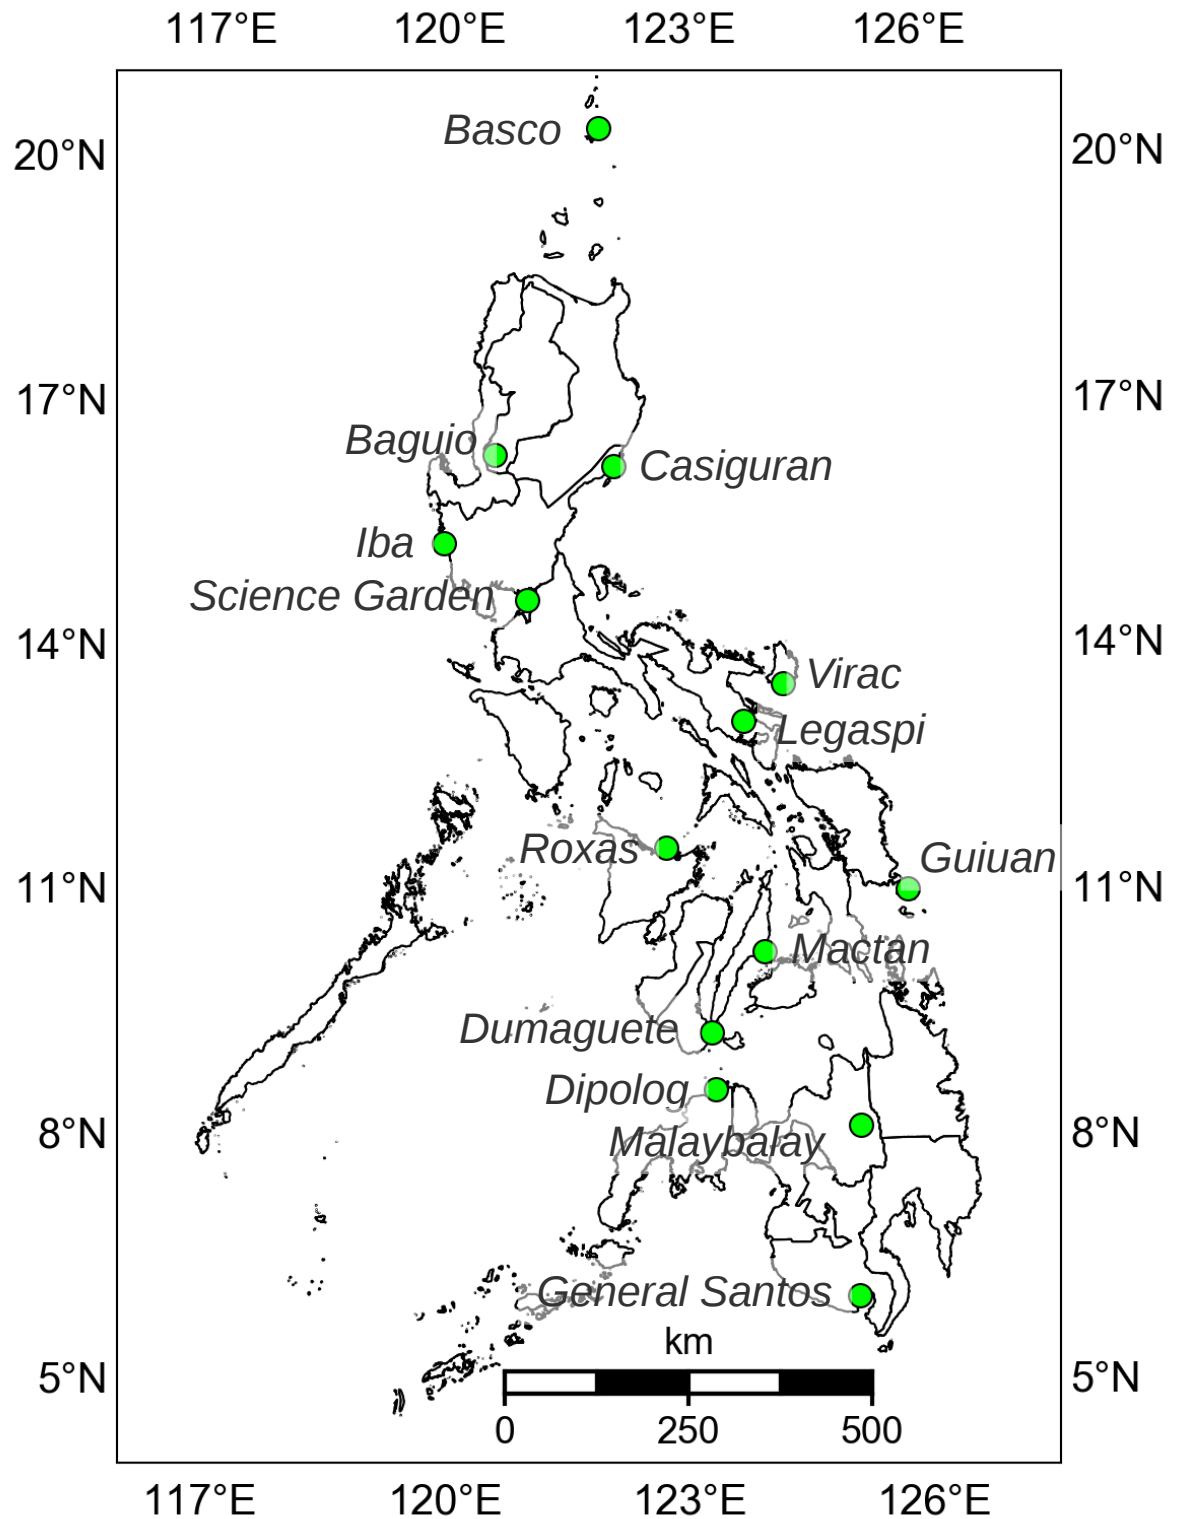 117°E 120°E 123°E 126°E
Basco
20°N 20°N
17°N 17°N
Baguio
Casiguran
Iba
Science Garden
14°N 14°N
Virac
Legaspi
Roxas
Guiuan
11°N 11°N
Mactan
Dumaguete
Dipolog
8°N 8°N
Malaybalay
General Santos
km
5°N 5°N
0 250 500
117°E 120°E 123°E 126°E